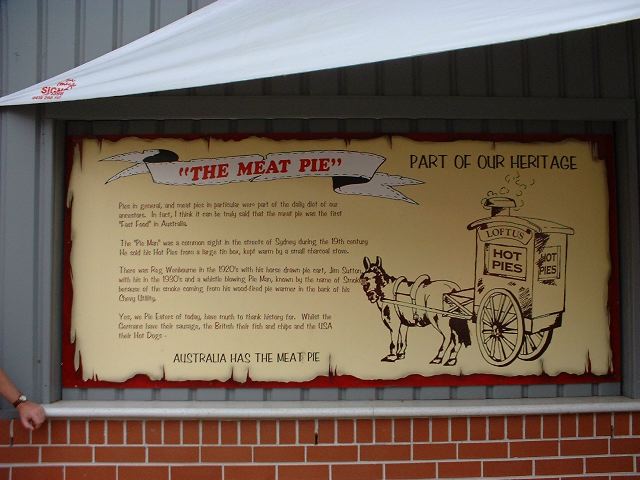 SIGN
"THE MEAT PIE"
PART OF OUR HERITAGE
Pies in general, and meat pies in particular were part of the daily diet of our
ancestors. In fact, I think it can be truly said that the meat pie was the first
"Fast Food" in Australia.
The "Pie Man" was a common sight in the streets of Sydney during the 19th century
He sold his Hot Pies from a large tin box, kept warm by a small charcoal stove.
There was Reg Wenbourne in the 1920's with his horse drawn pie cart, Jim Sutton
with his in the 1930's and a whistle blowing Pie Man, known by the name of Smoke
because of the smoke coming from his wood-fired pie warmer in the back of his
Chevy Utility.
Yes, we Pie Eaters of today, have much to thank history for. Whilst the
Germans have their sausage, the British their fish and chips and the USA
their Hot Dogs -
AUSTRALIA HAS THE MEAT PIE
LOFTUS
HOT
PIES
HOT
PIES